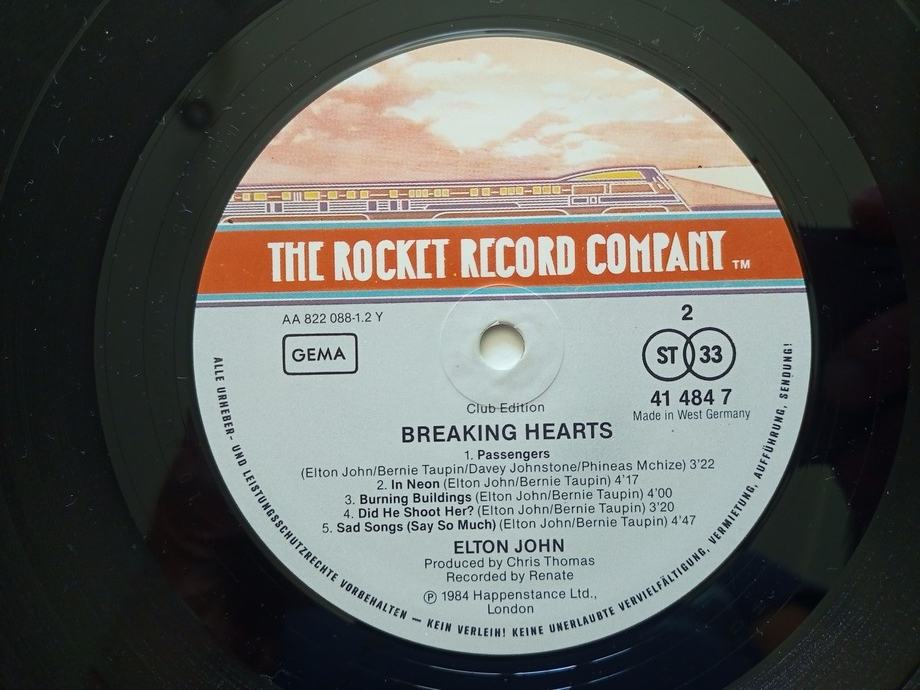 THE ROCKET RECORD COMPANY TM
AA 822 088-1.2 Y
GEMA
2
ST 33
41 484 7
Made in West Germany
Club Edition
BREAKING HEARTS
1. Passengers
(Elton John/Bernie Taupin/Davey Johnstone/Phineas Mchize) 3'22
2. In Neon (Elton John/Bernie Taupin) 4'17
3. Burning Buildings (Elton John/Bernie Taupin) 4'00
4. Did He Shoot Her? (Elton John/Bernie Taupin) 3'20
5. Sad Songs (Say So Much) (Elton John/Bernie Taupin) 4'47
ELTON JOHN
Produced by Chris Thomas
Recorded by Renate
Ⓟ 1984 Happenstance Ltd.,
London
ALLE URHEBER- UND LEISTUNGSSCHUTZRECHTE VORBEHALTEN – KEIN VERLEIH! KEINE UNERLAUBTE VERVIELFÄLTIGUNG, VERMIETUNG, AUFFÜHRUNG, SENDUNG!